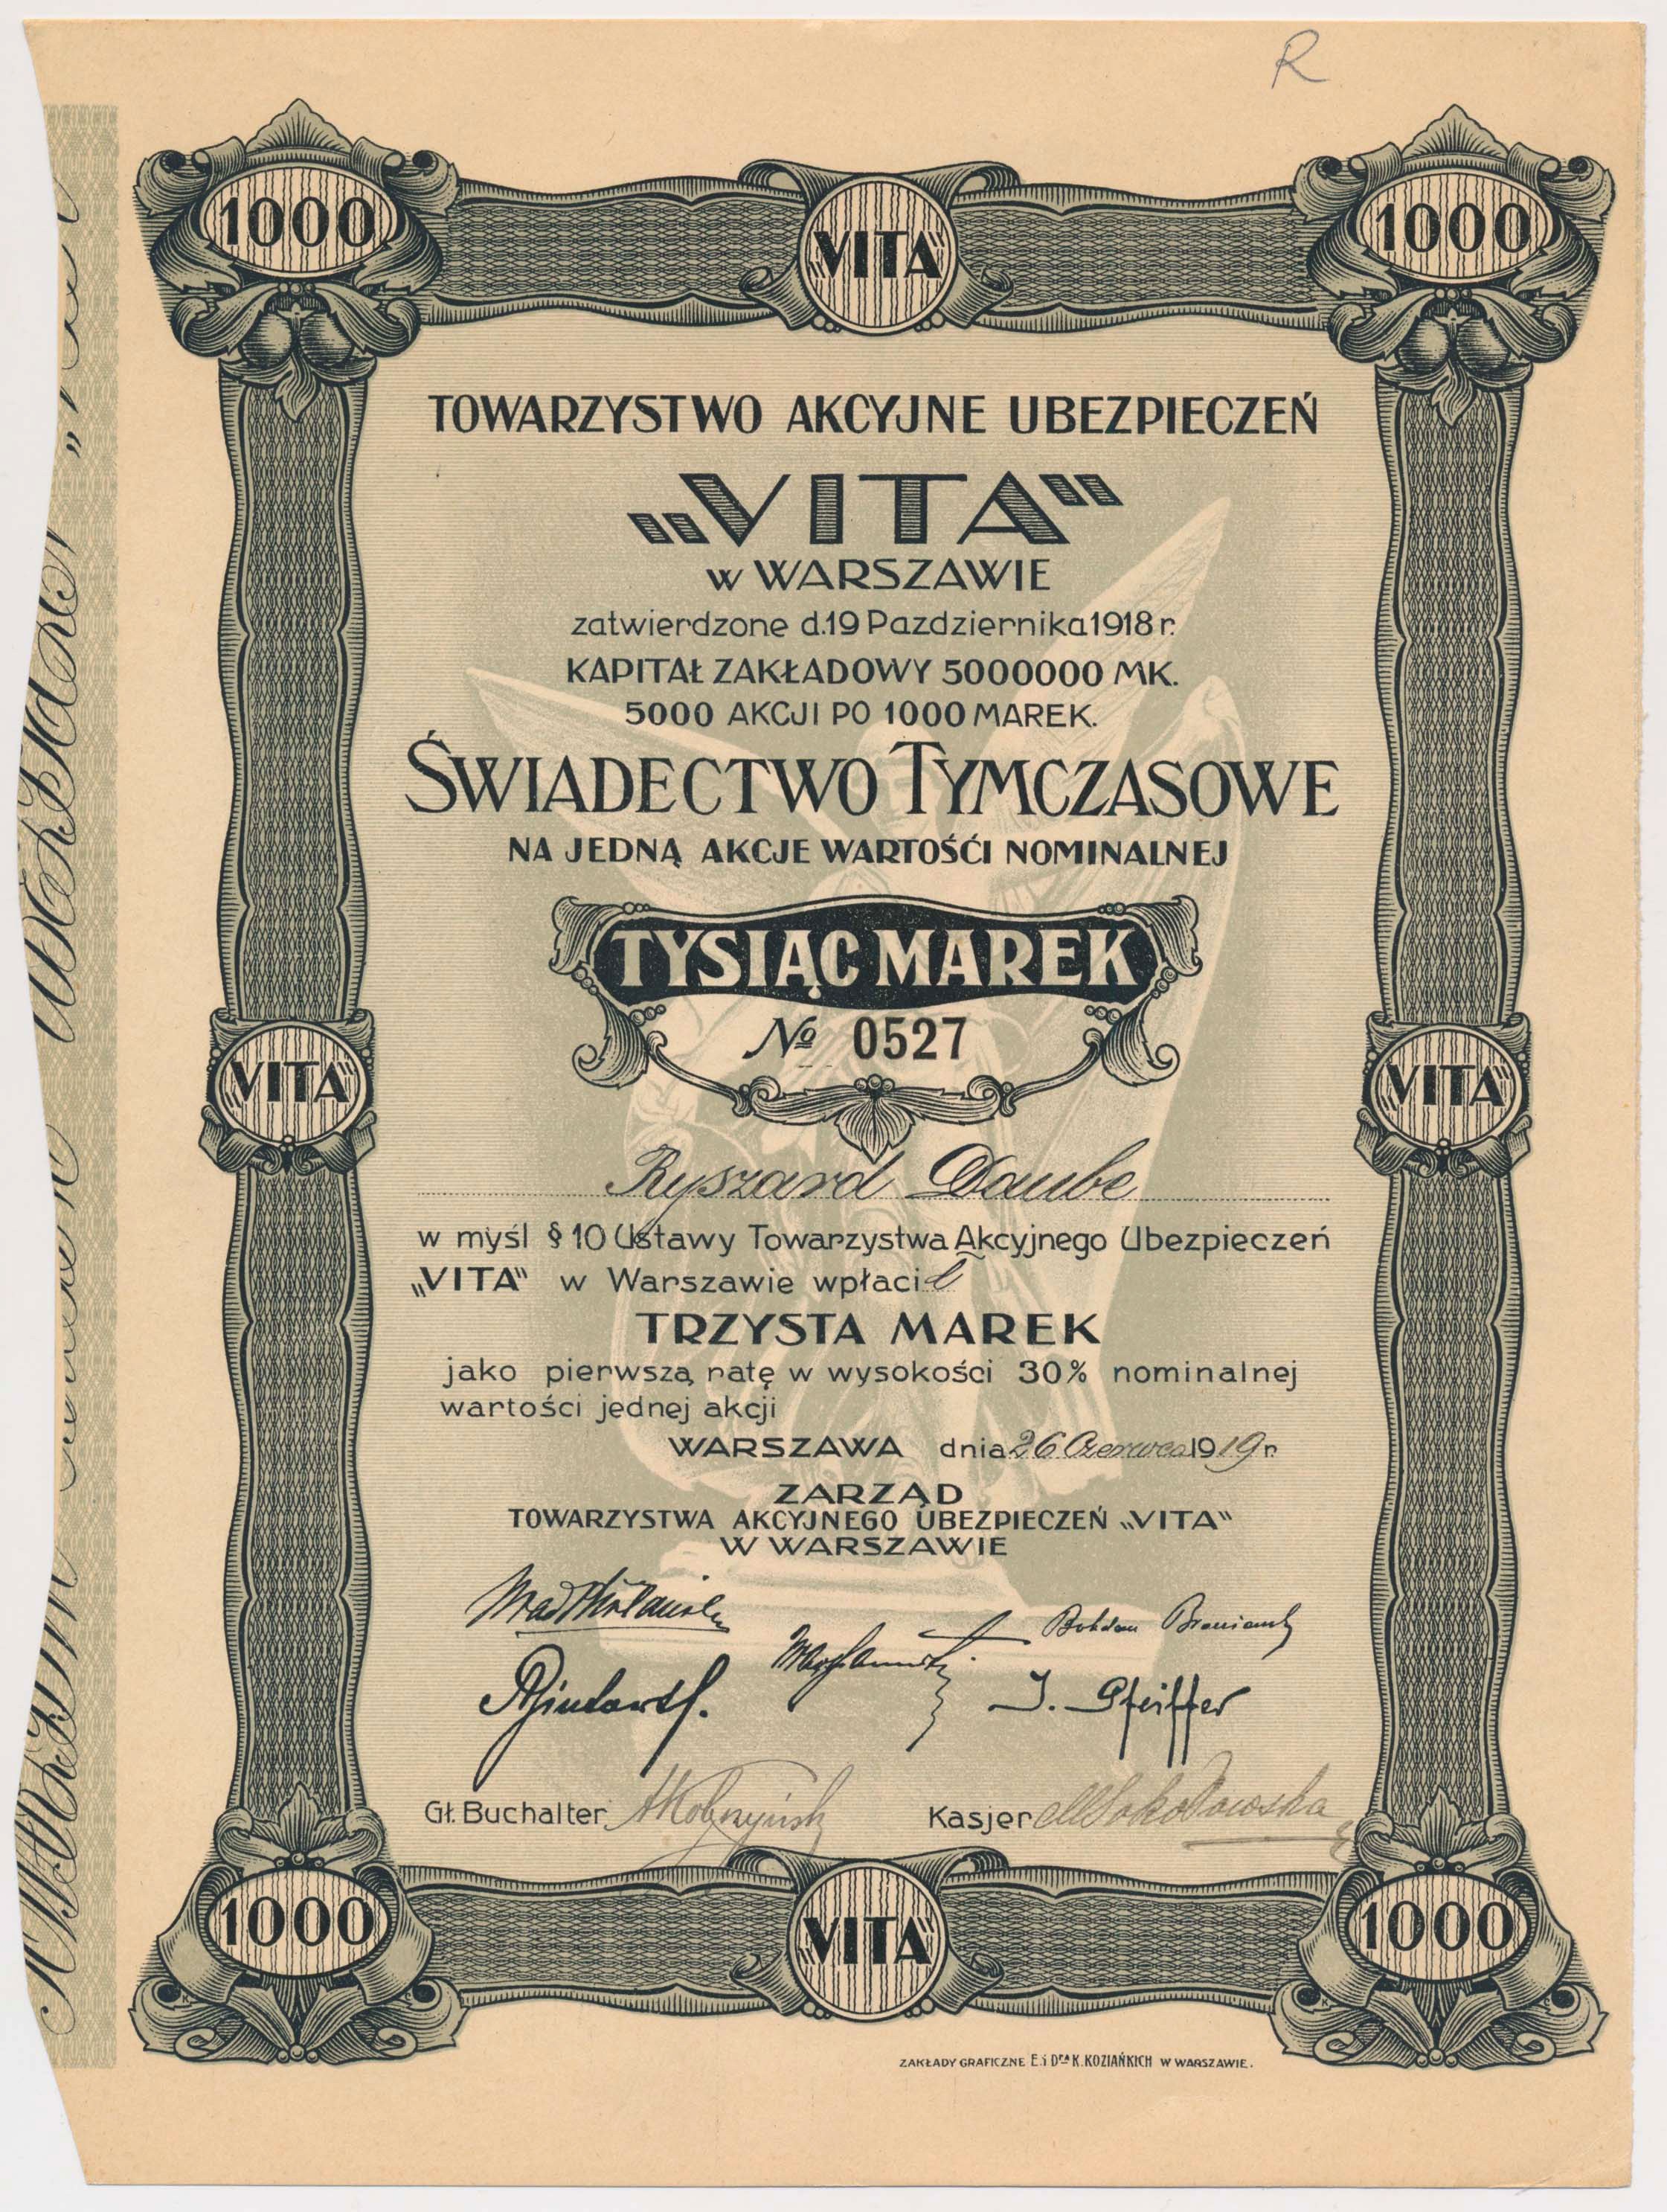 R
1000
„VITA”
1000
TOWARZYSTWO AKCYJNE UBEZPIECZEŃ
„VITA”
W WARSZAWIE
zatwierdzone d.19 Pazdziernika 1918 r.
KAPITAŁ ZAKŁADOWY 5000000 MK.
5000 AKCJI PO 1000 MAREK.
ŚWIADECTWO TYMCZASOWE
NA JEDNĄ AKCJE WARTOŚĆI NOMINALNEJ
TYSIĄC MAREK
№ 0527
„VITA”
„VITA”
Ryszard Daube
w myśl § 10 Ustawy Towarzystwa Akcyjnego Ubezpieczeń
„VITA” w Warszawie wpłacił
TRZYSTA MAREK
jako pierwszą ratę w wysokości 30% nominalnej
wartości jednej akcji
WARSZAWA dnia 26 Czerwca 1919 r.
ZARZĄD
TOWARZYSTWA AKCYJNEGO UBEZPIECZEŃ „VITA”
W WARSZAWIE
Bohdan
J. Pfeiffer
Gł. Buchalter
Kasjer MSokołowska
1000
„VITA”
1000
ZAKŁADY GRAFICZNE E. i Dra K. KOZIAŃKICH W WARSZAWIE.